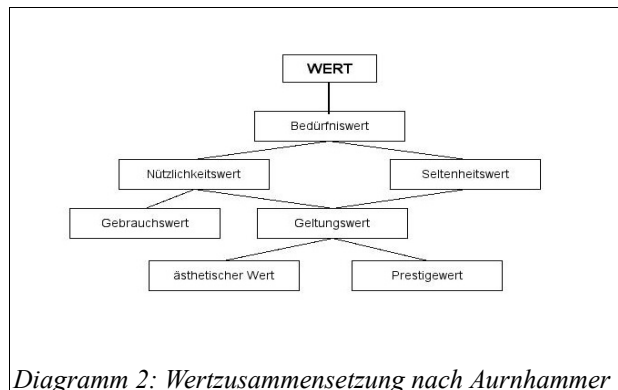 WERT
Bedürfniswert
Nützlichkeitswert
Seltenheitswert
Gebrauchswert
Geltungswert
ästhetischer Wert
Prestigewert
Diagramm 2: Wertzusammensetzung nach Aurnhammer